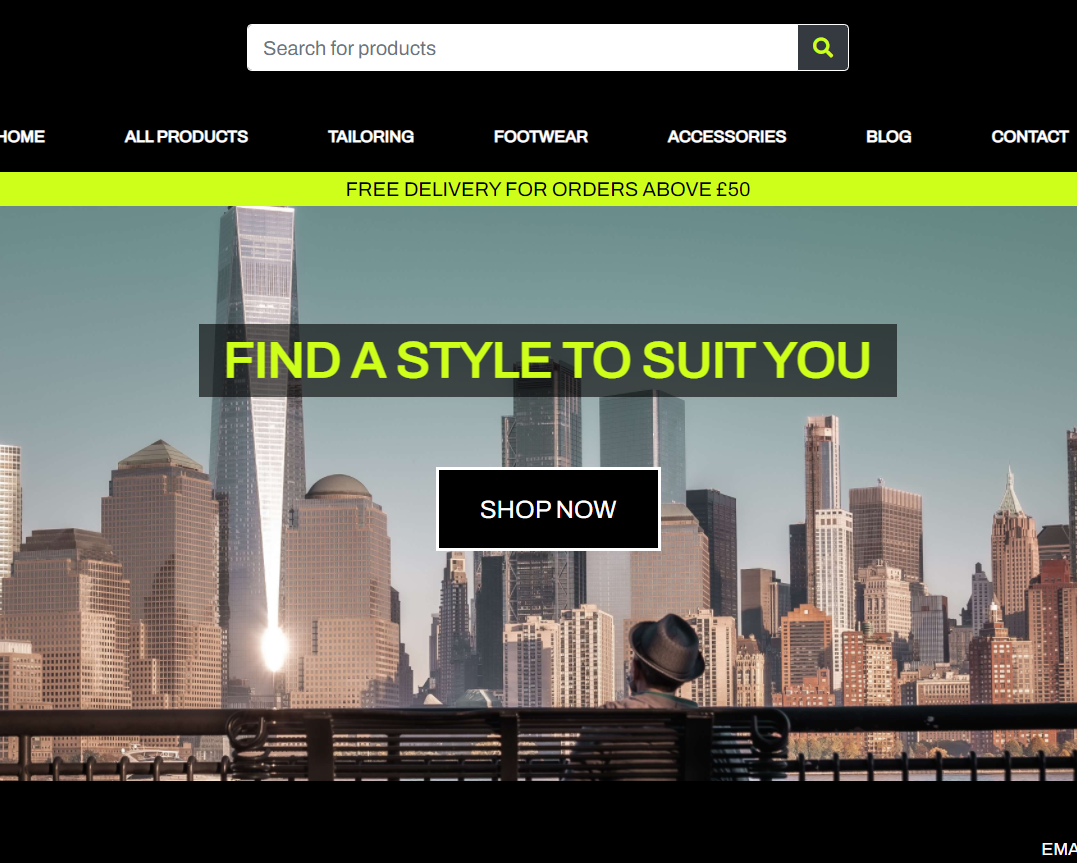 Search for products
HOME ALL PRODUCTS TAILORING FOOTWEAR ACCESSORIES BLOG CONTACT
FREE DELIVERY FOR ORDERS ABOVE £50
FIND A STYLE TO SUIT YOU
SHOP NOW